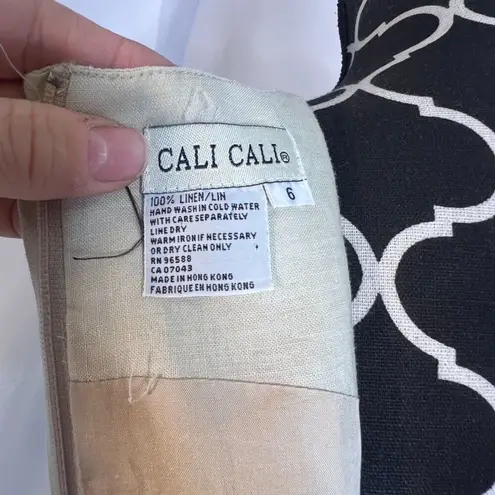 CALI CALI®
6
100% LINEN/LIN
HAND WASH IN COLD WATER
WITH CARE SEPARATELY
LINE DRY
WARM IRON IF NECESSARY
OR DRY CLEAN ONLY
RN 96588
CA 07043
MADE IN HONG KONG
FABRIQUE EN HONG KONG